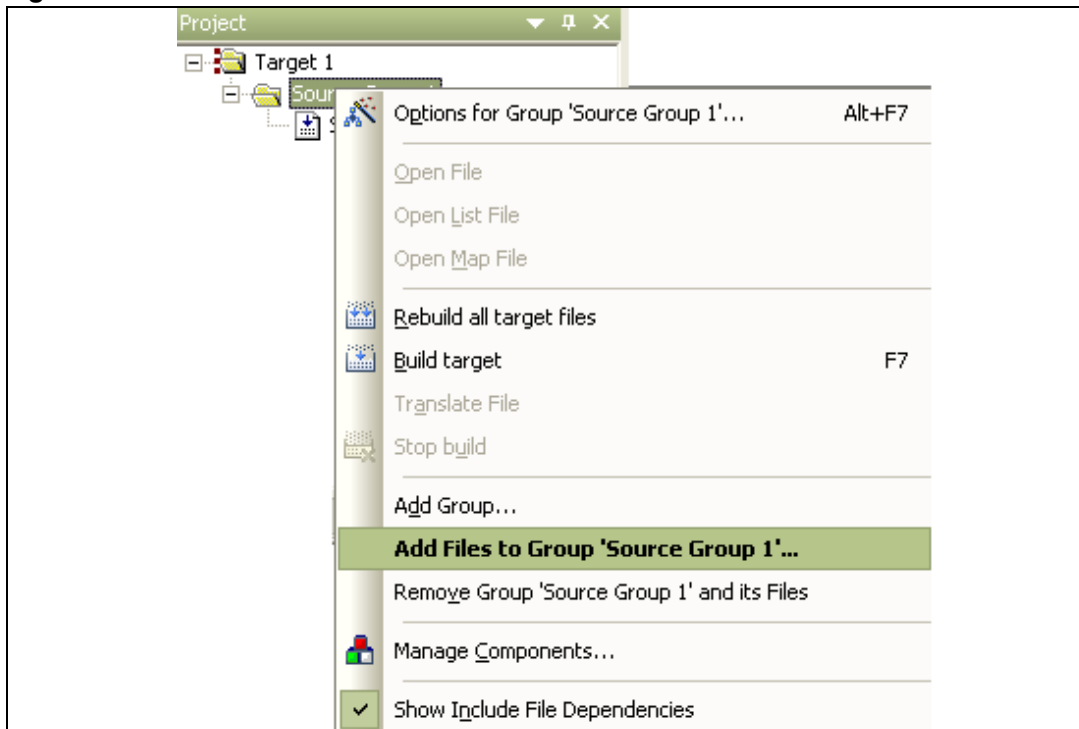 Project
Target 1
Options for Group 'Source Group 1'... Alt+F7
Open File
Open List File
Open Map File
Rebuild all target files
Build target F7
Translate File
Stop build
Add Group...
Add Files to Group 'Source Group 1'...
Remove Group 'Source Group 1' and its Files
Manage Components...
Show Include File Dependencies